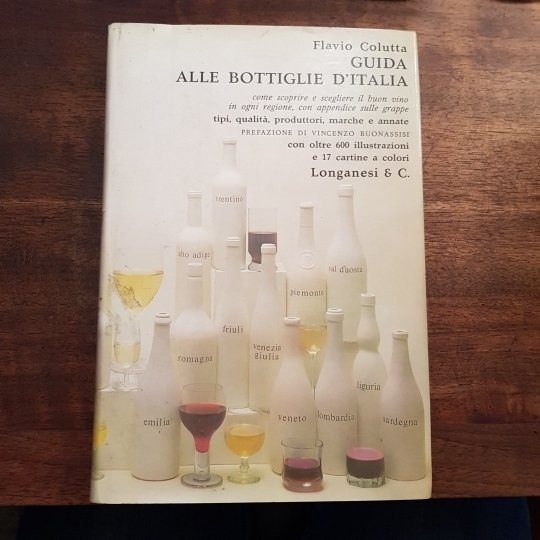 Flavio Colutta
GUIDA
ALLE BOTTIGLIE D'ITALIA
come scoprire e scegliere il buon vino
in ogni regione, con appendice sulle grappe
tipi, qualità, produttori, marche e annate
PREFAZIONE DI VINCENZO BUONASSISI
con oltre 600 illustrazioni
e 17 cartine a colori
Longanesi & C.
trentino
alto adige
val d'aosta
piemonte
friuli
venezia
giulia
romagna
liguria
emilia
veneto
lombardia
sardegna